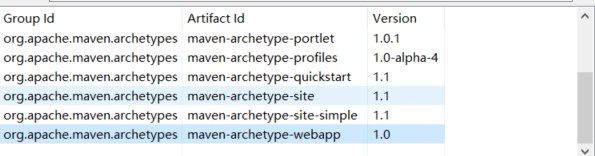 Group Id Artifact Id Version
org.apache.maven.archetypes maven-archetype-portlet 1.0.1
org.apache.maven.archetypes maven-archetype-profiles 1.0-alpha-4
org.apache.maven.archetypes maven-archetype-quickstart 1.1
org.apache.maven.archetypes maven-archetype-site 1.1
org.apache.maven.archetypes maven-archetype-site-simple 1.1
org.apache.maven.archetypes maven-archetype-webapp 1.0